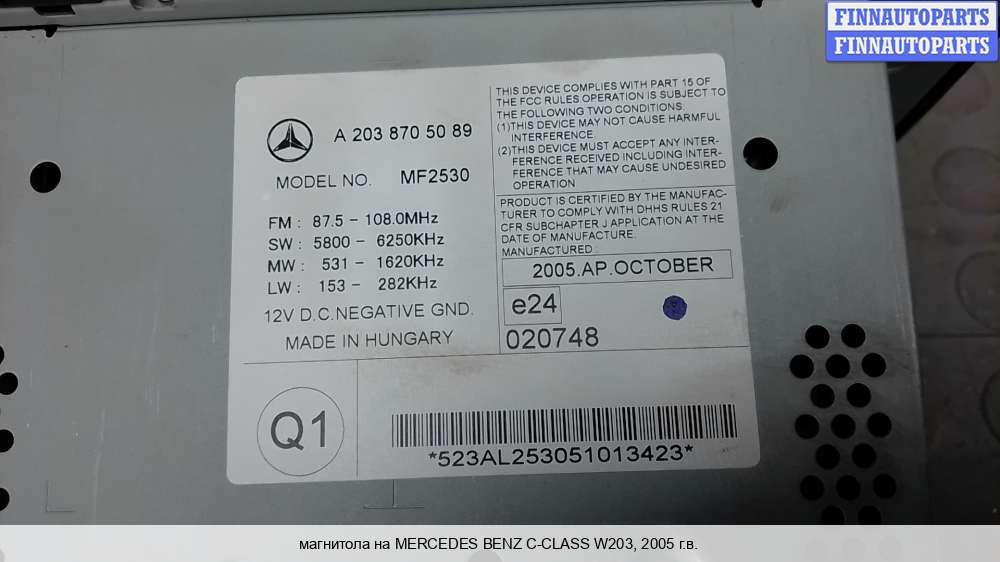 FINNAUTOPARTS
FINNAUTOPARTS
A 203 870 50 89
MODEL NO. MF2530
FM : 87.5 - 108.0MHz
SW : 5800 - 6250KHz
MW : 531 - 1620KHz
LW : 153 - 282KHz
12V D.C.NEGATIVE GND.
MADE IN HUNGARY
THIS DEVICE COMPLIES WITH PART 15 OF
THE FCC RULES.OPERATION IS SUBJECT TO
THE FOLLOWING TWO CONDITIONS:
(1)THIS DEVICE MAY NOT CAUSE HARMFUL
INTERFERENCE.
(2)THIS DEVICE MUST ACCEPT ANY INTER-
FERENCE RECEIVED INCLUDING INTER-
FERENCE THAT MAY CAUSE UNDESIRED
OPERATION
PRODUCT IS CERTIFIED BY THE MANUFAC-
TURER TO COMPLY WITH DHHS RULES 21
CFR SUBCHAPTER J APPLICATION AT THE
DATE OF MANUFACTURE.
MANUFACTURED:
2005.AP.OCTOBER
e24
020748
Q1
*523AL253051013423*
магнитола на MERCEDES BENZ C-CLASS W203, 2005 г.в.